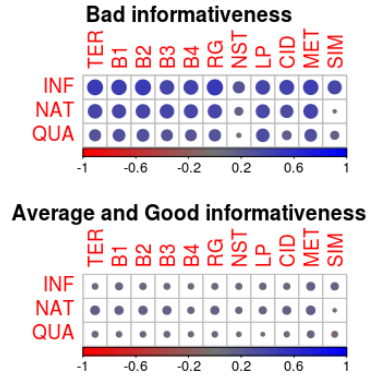 Bad informativeness
TER B1 B2 B3 B4 RG NST LP CID MET SIM
INF
NAT
QUA
-1 -0.6 -0.2 0.2 0.6 1
Average and Good informativeness
TER B1 B2 B3 B4 RG NST LP CID MET SIM
INF
NAT
QUA
-1 -0.6 -0.2 0.2 0.6 1